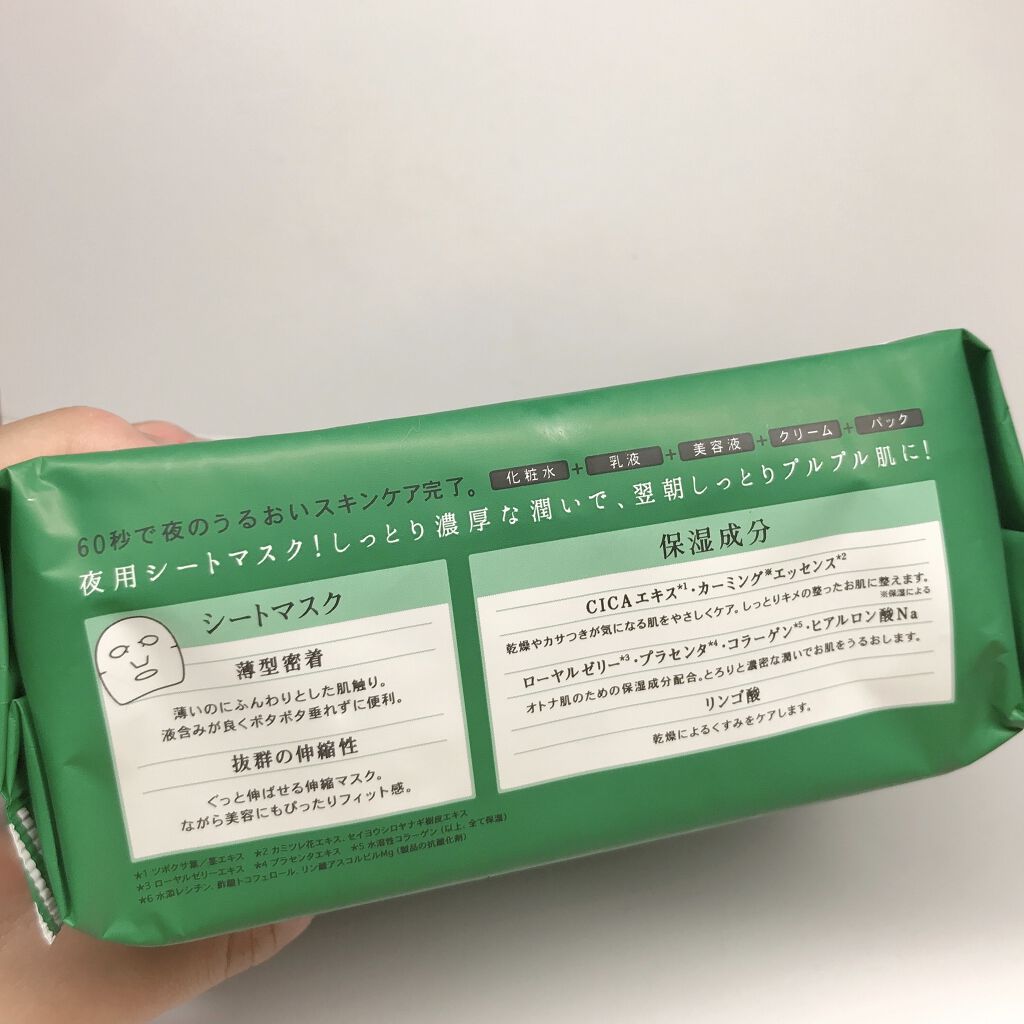 60秒で夜のうるおいスキンケア完了。 化粧水+乳液+美容液+クリーム+パック
夜用シートマスク!しっとり濃厚な潤いで、翌朝しっとりプルプル肌に!
シートマスク
薄型密着
薄いのにふんわりとした肌触り。
液含みが良くボタボタ垂れずに便利。
抜群の伸縮性
ぐっと伸ばせる伸縮マスク。
ながら美容にもぴったりフィット感。
保湿成分
CICAエキス*1・カーミング※エッセンス*2
乾燥やカサつきが気になる肌をやさしくケア。しっとりキメの整ったお肌に整えます。
※保湿による
ローヤルゼリー*3・プラセンタ*4・コラーゲン*5・ヒアルロン酸Na
オトナ肌のための保湿成分配合。とろりと濃密な潤いでお肌をうるおします。
リンゴ酸
乾燥によるくすみをケアします。
★1 ツボクサ葉/茎エキス ★2 カミツレ花エキス、セイヨウシロヤナギ樹皮エキス
★3 ローヤルゼリーエキス ★4 プラセンタエキス ★5 水溶性コラーゲン (以上、全て保湿)
★6 水添レシチン、酢酸トコフェロール、リン酸アスコルビルMg (製品の抗酸化剤)